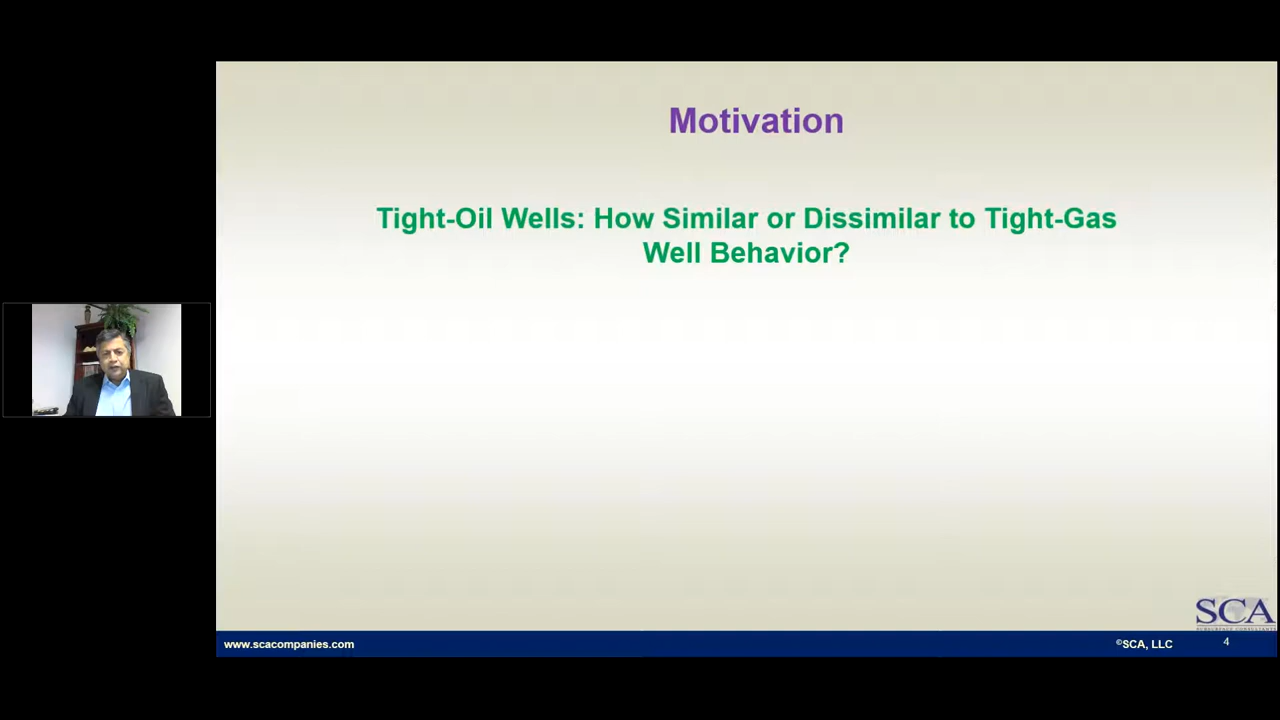 Motivation
Tight-Oil Wells: How Similar or Dissimilar to Tight-Gas
Well Behavior?
SCA
www.scacompanies.com
©SCA, LLC
4